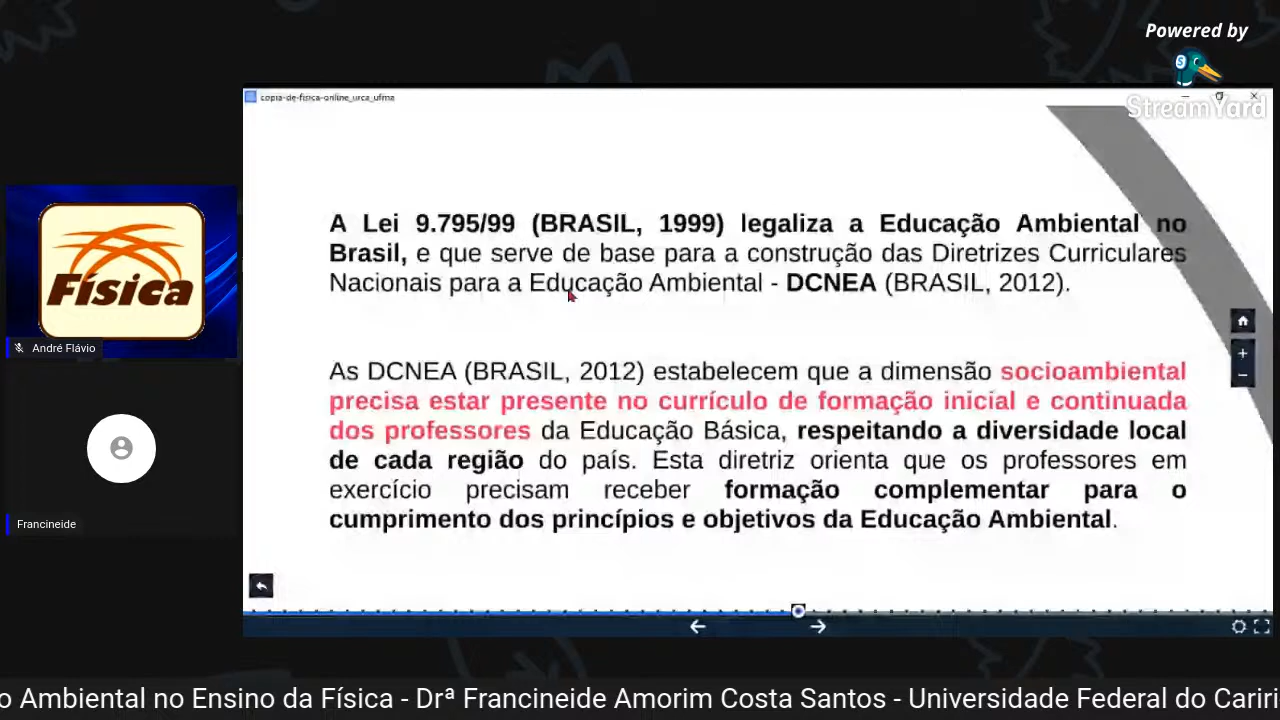 Powered by
StreamYard
copia-de-fisica-online_urca_ufma
A Lei 9.795/99 (BRASIL, 1999) legaliza a Educação Ambiental no
Brasil, e que serve de base para a construção das Diretrizes Curriculares
Nacionais para a Educação Ambiental - DCNEA (BRASIL, 2012).
As DCNEA (BRASIL, 2012) estabelecem que a dimensão socioambiental
precisa estar presente no currículo de formação inicial e continuada
dos professores da Educação Básica, respeitando a diversidade local
de cada região do país. Esta diretriz orienta que os professores em
exercício precisam receber formação complementar para o
cumprimento dos princípios e objetivos da Educação Ambiental.
Física
André Flávio
Francineide
o Ambiental no Ensino da Física - Drª Francineide Amorim Costa Santos - Universidade Federal do Cariri